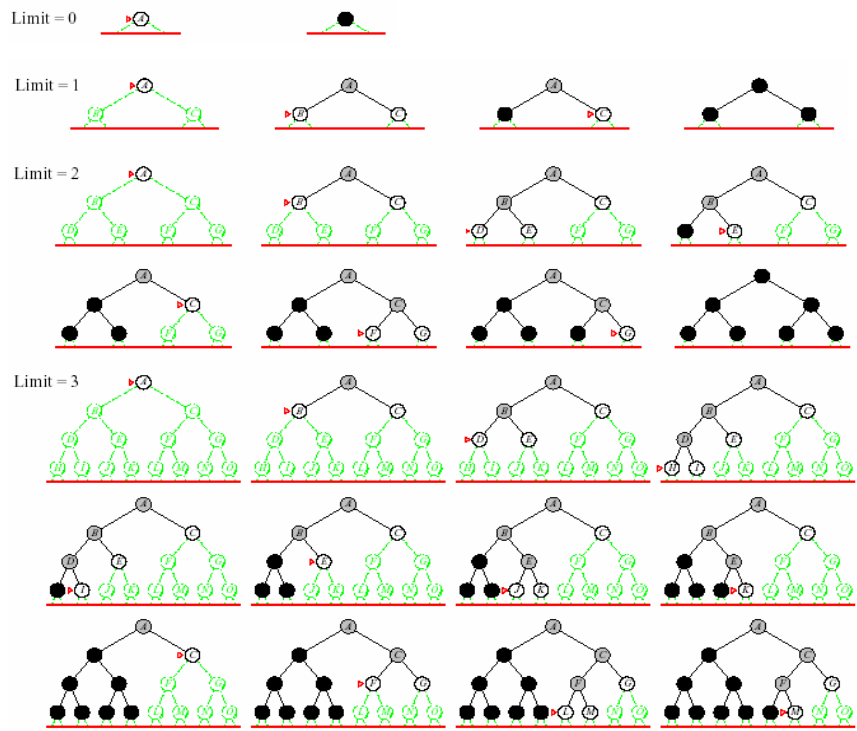 Limit = 0 A
Limit = 1 A A A
B C B C C
Limit = 2 A A A A
B C B C B C B C
D E F G D E F G D E F G E F G
A A A
C C C
F G F G G
Limit = 3 A A A A
B C B C B C B C
D E F G D E F G D E F G D E F G
H I J K L M N O H I J K L M N O H I J K L M N O H I J K L M N O
A A A A
B C B C B C B C
D E F G E F G E F G E F G
I J K L M N O J K L M N O J K L M N O K L M N O
A A A A
C C C C
F G F G F G F G
L M N O L M N O L M N O M N O